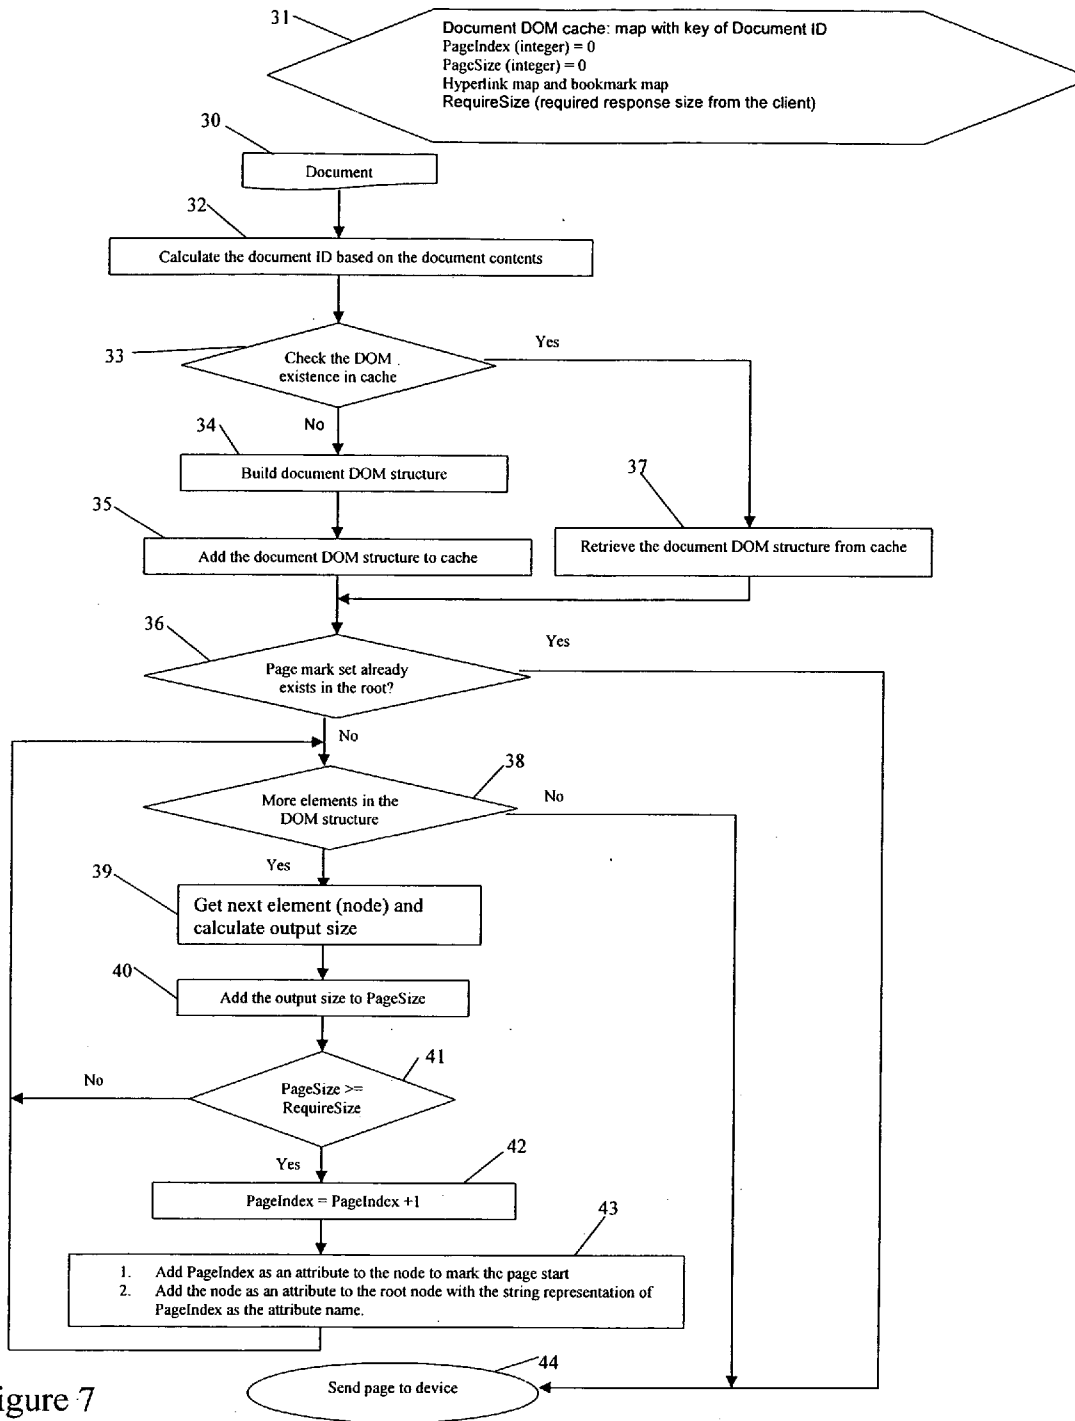 31
Document DOM cache: map with key of Document ID
PageIndex (integer) = 0
PageSize (integer) = 0
Hyperlink map and bookmark map
RequireSize (required response size from the client)
30
Document
32
Calculate the document ID based on the document contents
33
Check the DOM
existence in cache
Yes
No
34
Build document DOM structure
35
Add the document DOM structure to cache
37
Retrieve the document DOM structure from cache
36
Page mark set already
exists in the root?
Yes
No
38
More elements in the
DOM structure
No
Yes
39
Get next element (node) and
calculate output size
40
Add the output size to PageSize
41
PageSize >=
RequireSize
No
Yes
42
PageIndex = PageIndex +1
43
1. Add PageIndex as an attribute to the node to mark the page start
2. Add the node as an attribute to the root node with the string representation of
PageIndex as the attribute name.
44
Send page to device
igure 7